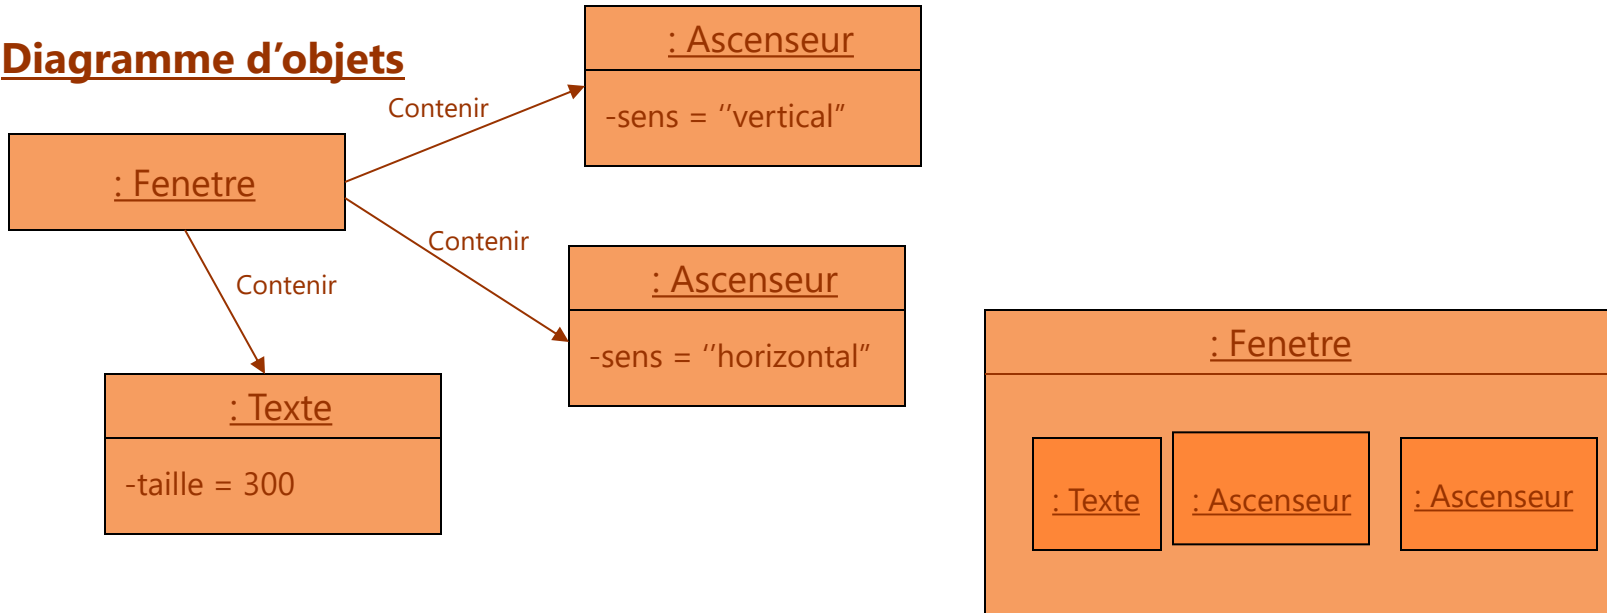 Diagramme d’objets
: Ascenseur
-sens = ‘’vertical”
Contenir
: Fenetre
Contenir
: Ascenseur
-sens = ‘’horizontal”
Contenir
: Texte
-taille = 300
: Fenetre
: Texte
: Ascenseur
: Ascenseur